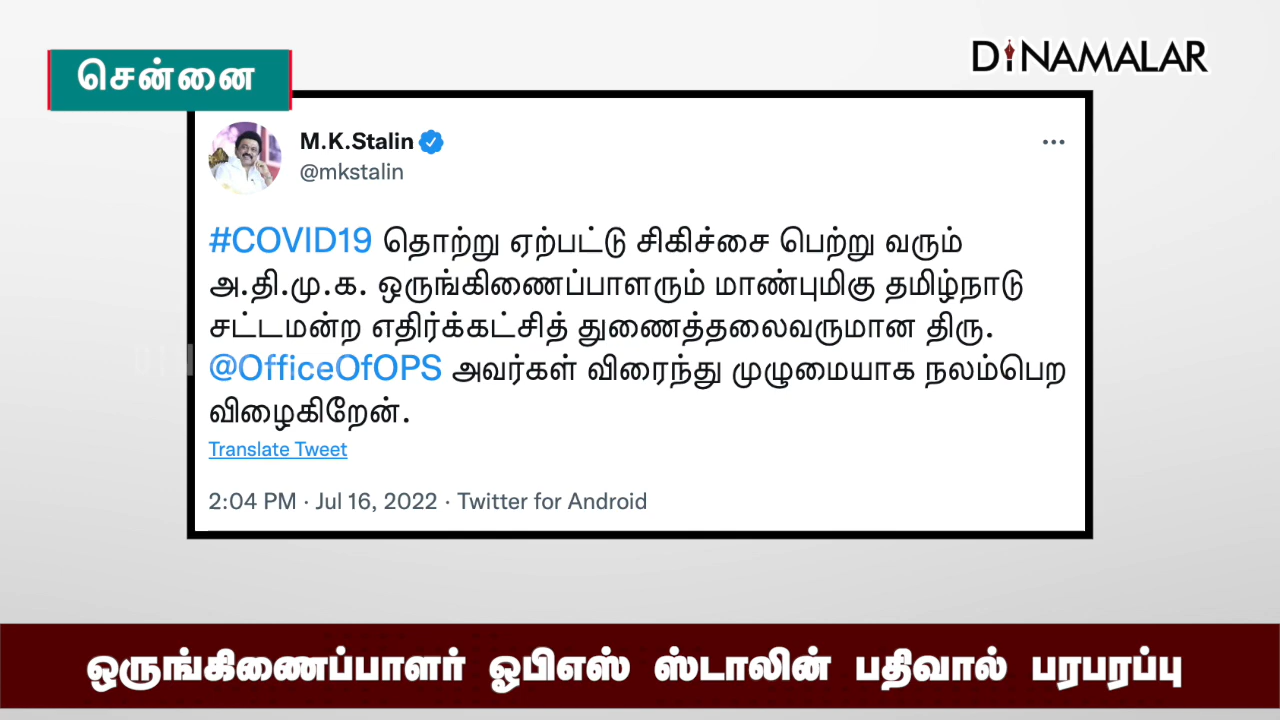 சென்னை
DINAMALAR
M.K.Stalin
@mkstalin
#COVID19 தொற்று ஏற்பட்டு சிகிச்சை பெற்று வரும்
அ.தி.மு.க. ஒருங்கிணைப்பாளரும் மாண்புமிகு தமிழ்நாடு
சட்டமன்ற எதிர்க்கட்சித் துணைத்தலைவருமான திரு.
@OfficeOfOPS அவர்கள் விரைந்து முழுமையாக நலம்பெற
விழைகிறேன்.
Translate Tweet
2:04 PM · Jul 16, 2022 · Twitter for Android
ஒருங்கிணைப்பாளர் ஓபிஎஸ் ஸ்டாலின் பதிவால் பரபரப்பு